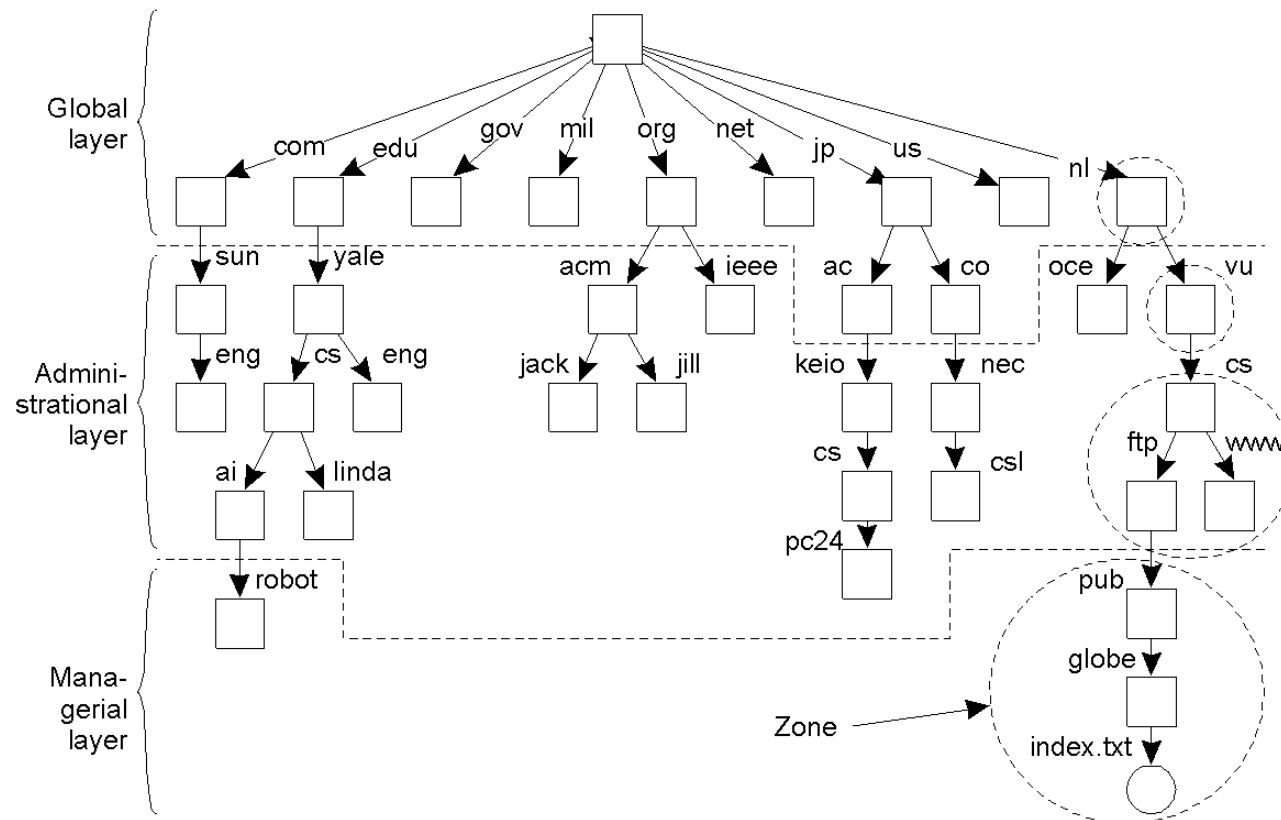 Global
layer
com
edu
gov
mil
org
net
jp
us
nl
Admini-
strational
layer
sun
yale
acm
ieee
ac
co
oce
vu
eng
cs
eng
jack
jill
keio
nec
cs
ai
linda
cs
csl
ftp
www
pc24
Mana-
gerial
layer
robot
pub
globe
Zone
index.txt